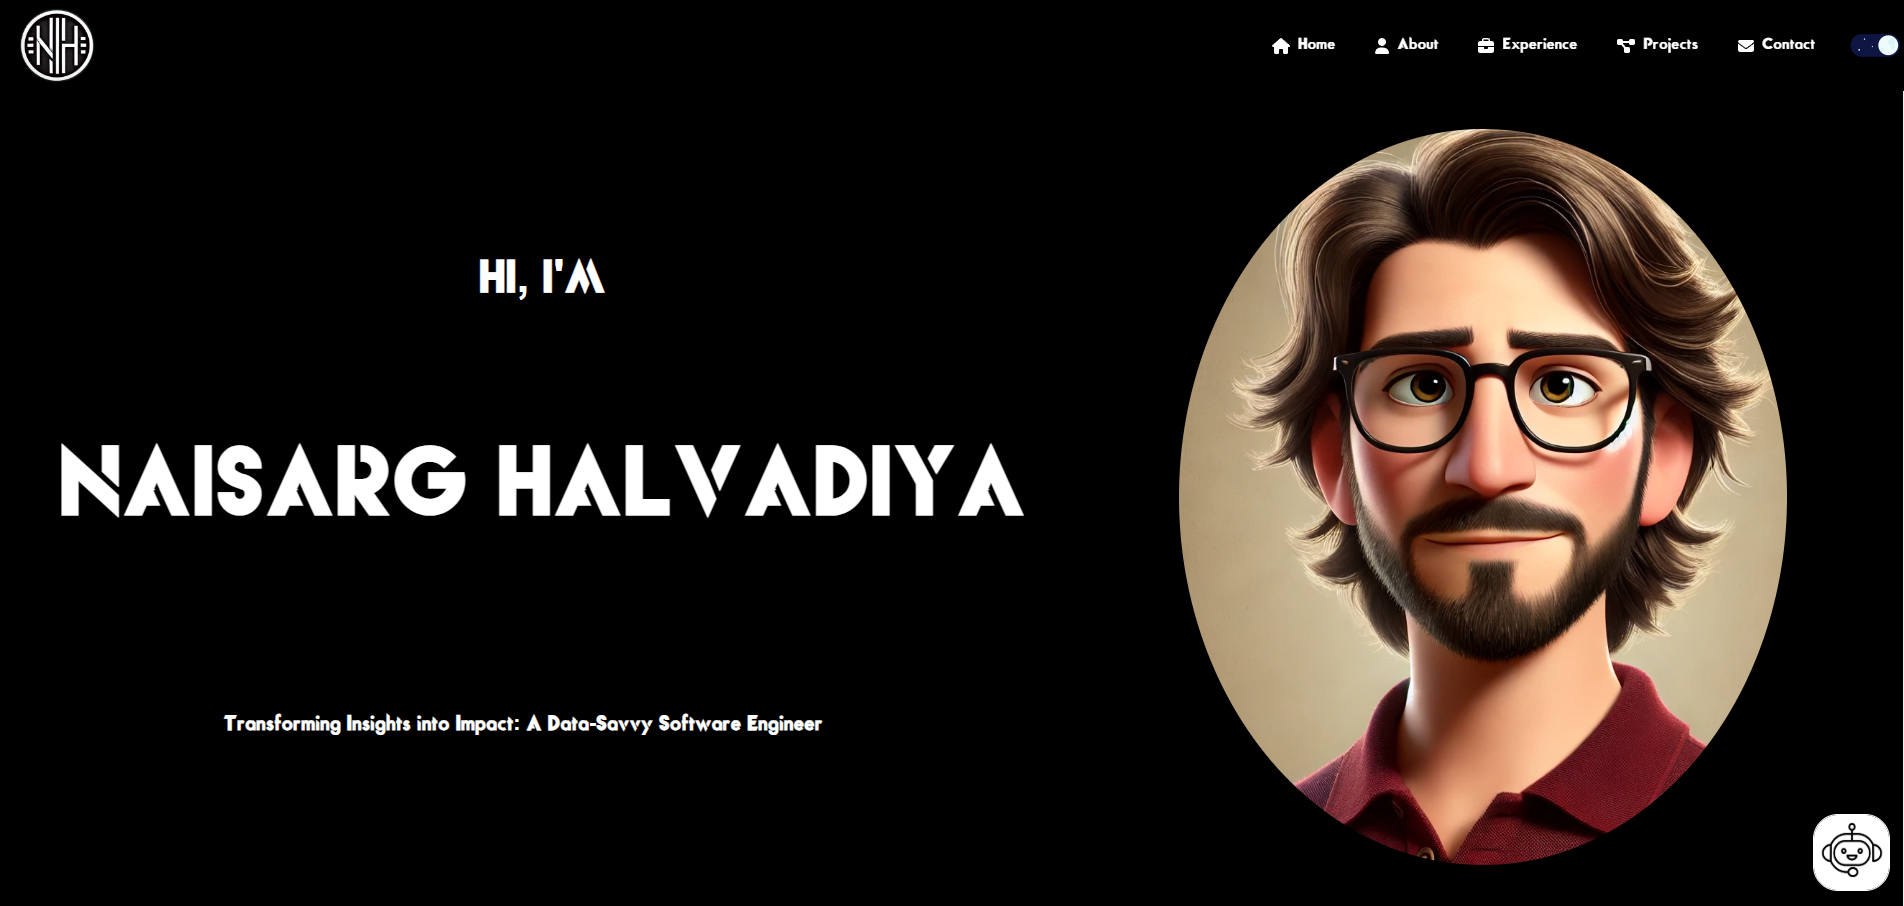 NH
Home About Experience Projects Contact
HI, I'M
NAISARG HALVADIYA
Transforming Insights into Impact: A Data-Savvy Software Engineer